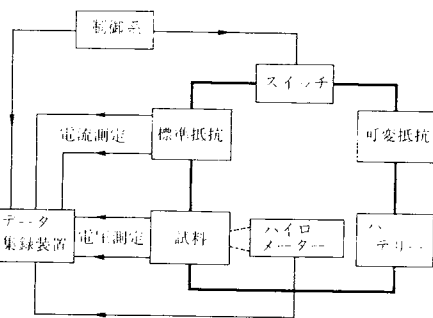 制御系
スイッチ
電流測定
標準抵抗
可変抵抗
データ
集録装置
電圧測定
試料
パイロ
メーター
バ
テリー